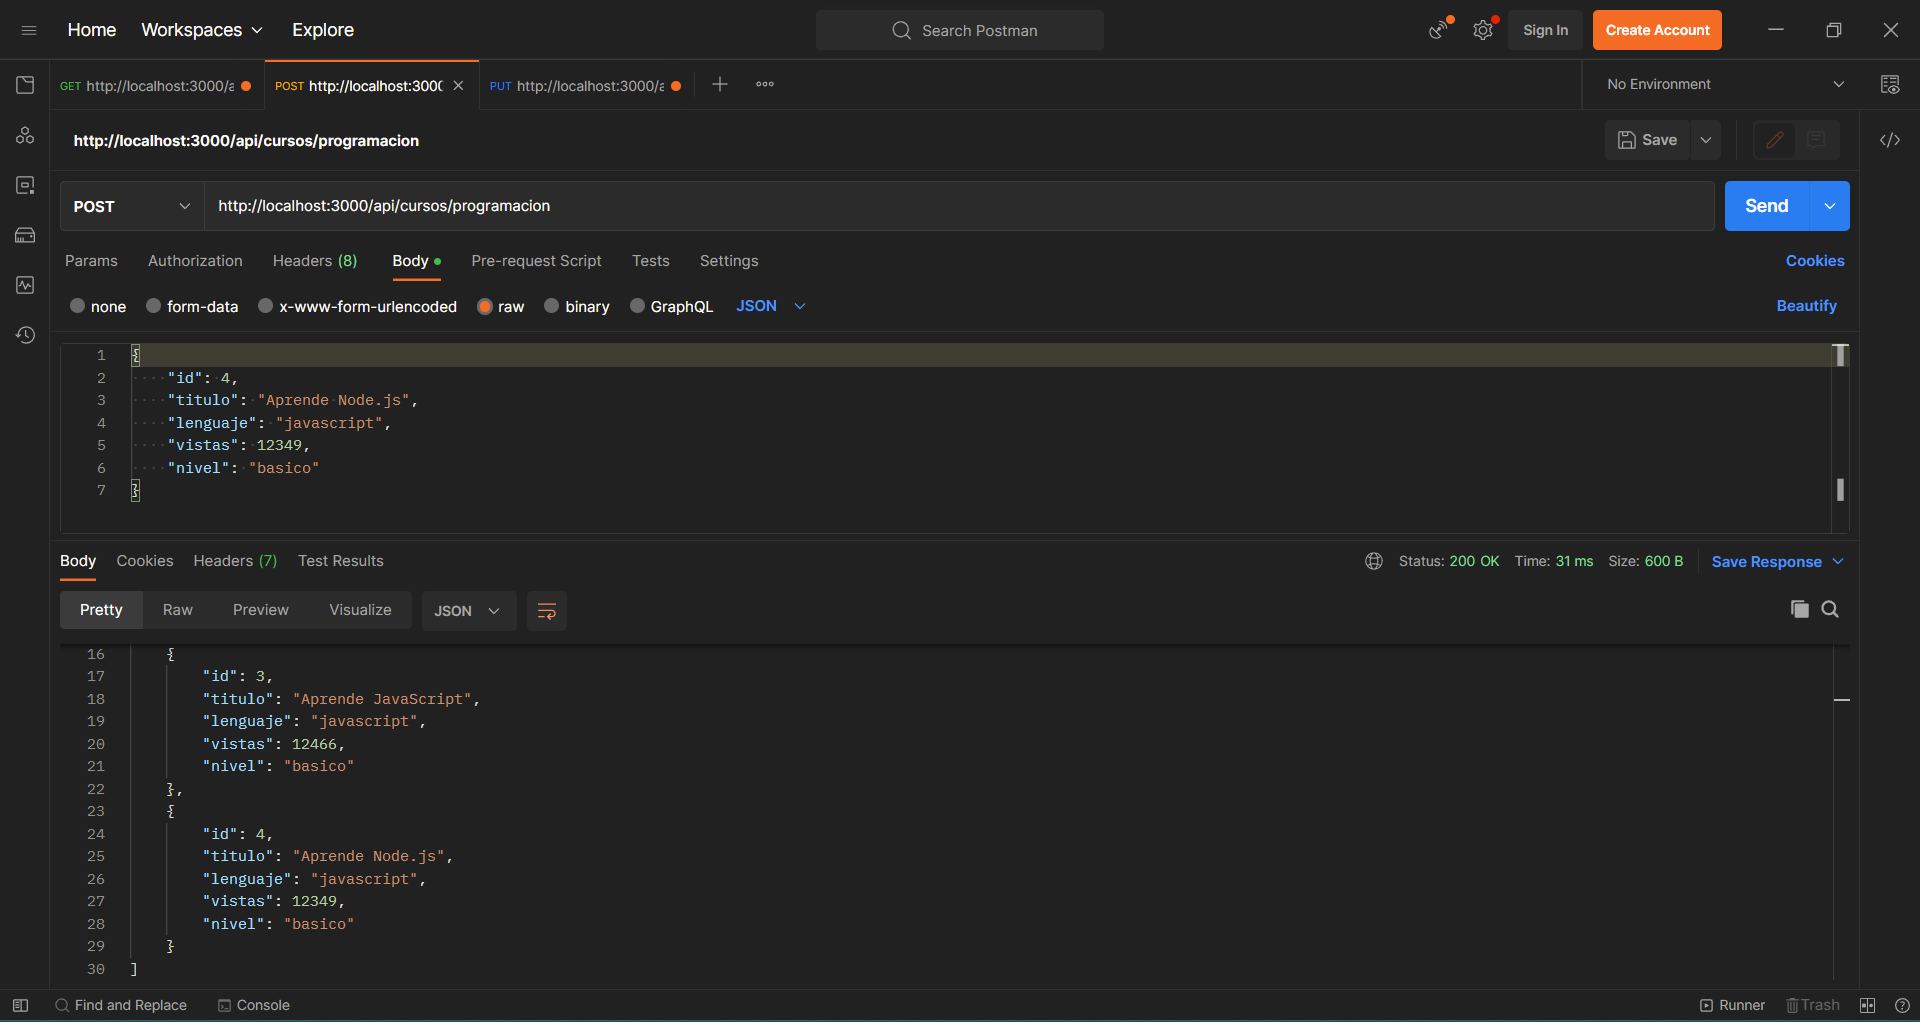 Home Workspaces Explore Search Postman Sign In Create Account
GET http://localhost:3000/a POST http://localhost:300( PUT http://localhost:3000/a No Environment
http://localhost:3000/api/cursos/programacion Save
POST http://localhost:3000/api/cursos/programacion Send
Params Authorization Headers (8) Body Pre-request Script Tests Settings Cookies
none form-data x-www-form-urlencoded raw binary GraphQL JSON Beautify
1 {
2 "id": 4,
3 "titulo": "Aprende Node.js",
4 "lenguaje": "javascript",
5 "vistas": 12349,
6 "nivel": "basico"
7 }
Body Cookies Headers (7) Test Results Status: 200 OK Time: 31 ms Size: 600 B Save Response
Pretty Raw Preview Visualize JSON
16 {
17 "id": 3,
18 "titulo": "Aprende JavaScript",
19 "lenguaje": "javascript",
20 "vistas": 12466,
21 "nivel": "basico"
22 },
23 {
24 "id": 4,
25 "titulo": "Aprende Node.js",
26 "lenguaje": "javascript",
27 "vistas": 12349,
28 "nivel": "basico"
29 }
30 ]
Find and Replace Console Runner Trash